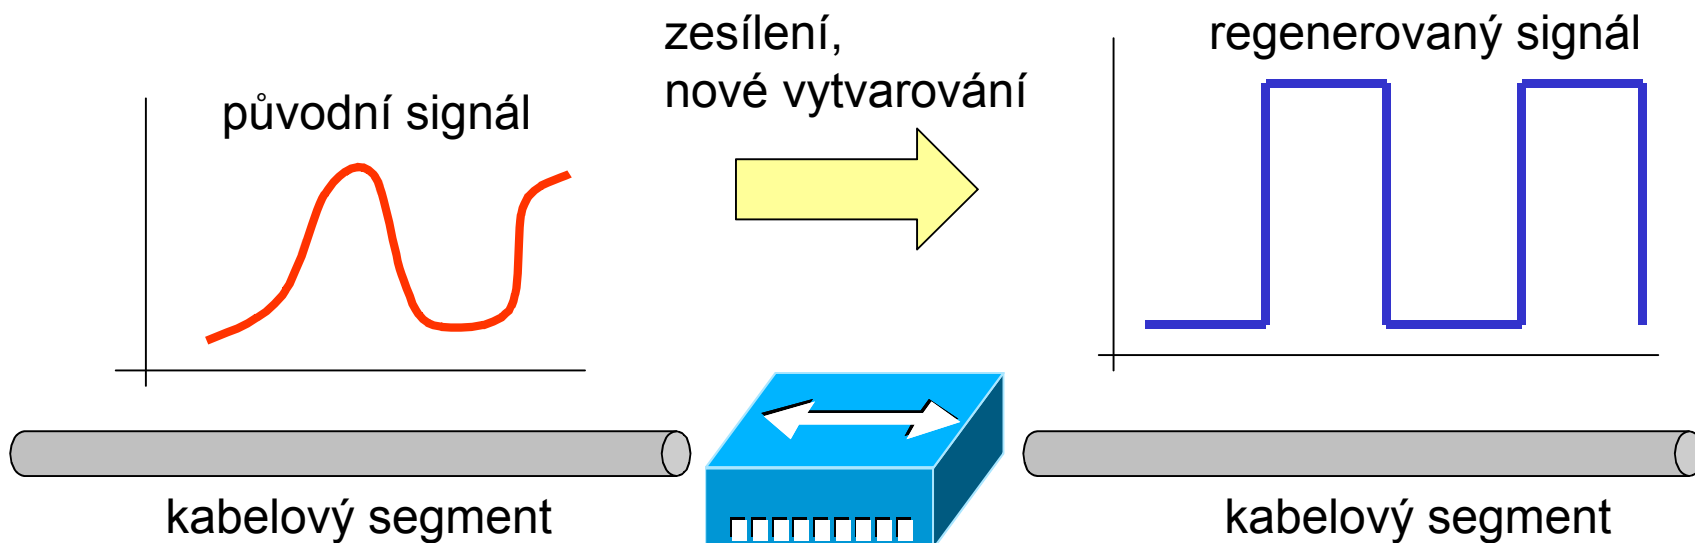 původní signál
zesílení,
nové vytvarování
regenerovaný signál
kabelový segment
kabelový segment